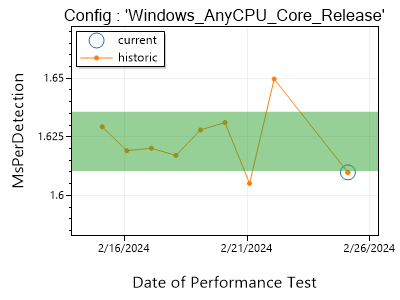 Config : 'Windows_AnyCPU_Core_Release'
current
historic
MsPerDetection
1.65
1.625
1.6
2/16/2024
2/21/2024
2/26/2024
Date of Performance Test